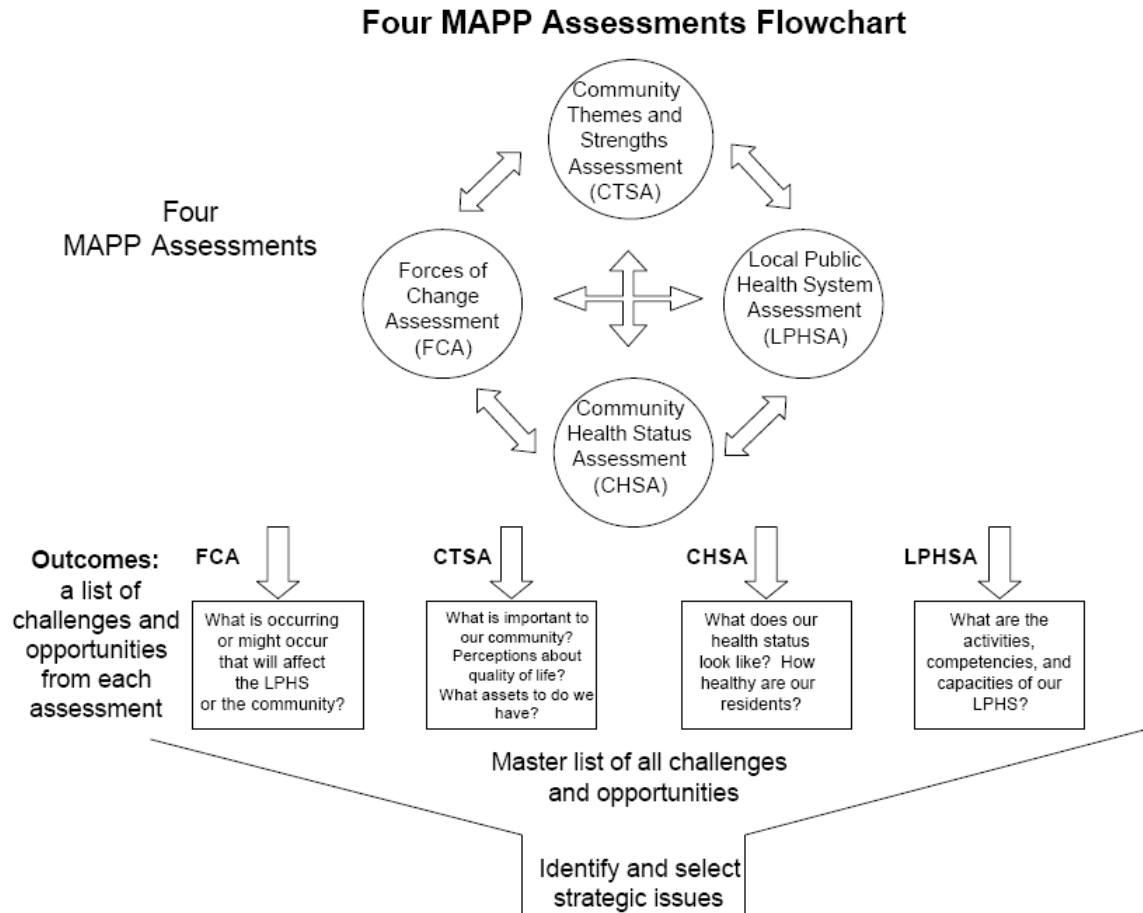 Four MAPP Assessments Flowchart
Community
Themes and
Strengths
Assessment
(CTSA)
Four
MAPP Assessments
Forces of
Change
Assessment
(FCA)
Local Public
Health System
Assessment
(LPHSA)
Community
Health Status
Assessment
(CHSA)
Outcomes:
a list of
challenges and
opportunities
from each
assessment
FCA
What is occurring
or might occur
that will affect
the LPHS
or the community?
CTSA
What is important to
our community?
Perceptions about
quality of life?
What assets to do we
have?
CHSA
What does our
health status
look like? How
healthy are our
residents?
LPHSA
What are the
activities,
competencies, and
capacities of our
LPHS?
Master list of all challenges
and opportunities
Identify and select
strategic issues